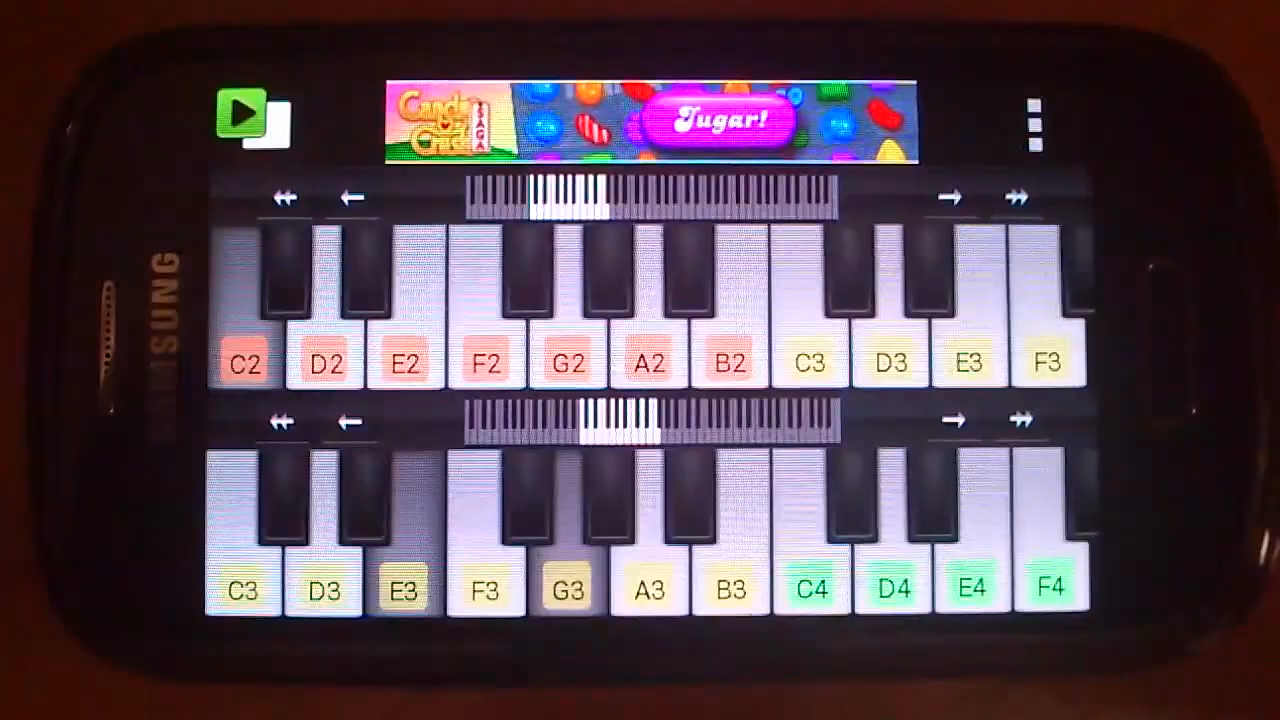 SAMSUNG
Candy
Crush
SAGA
Jugar!
C2 D2 E2 F2 G2 A2 B2 C3 D3 E3 F3
C3 D3 E3 F3 G3 A3 B3 C4 D4 E4 F4